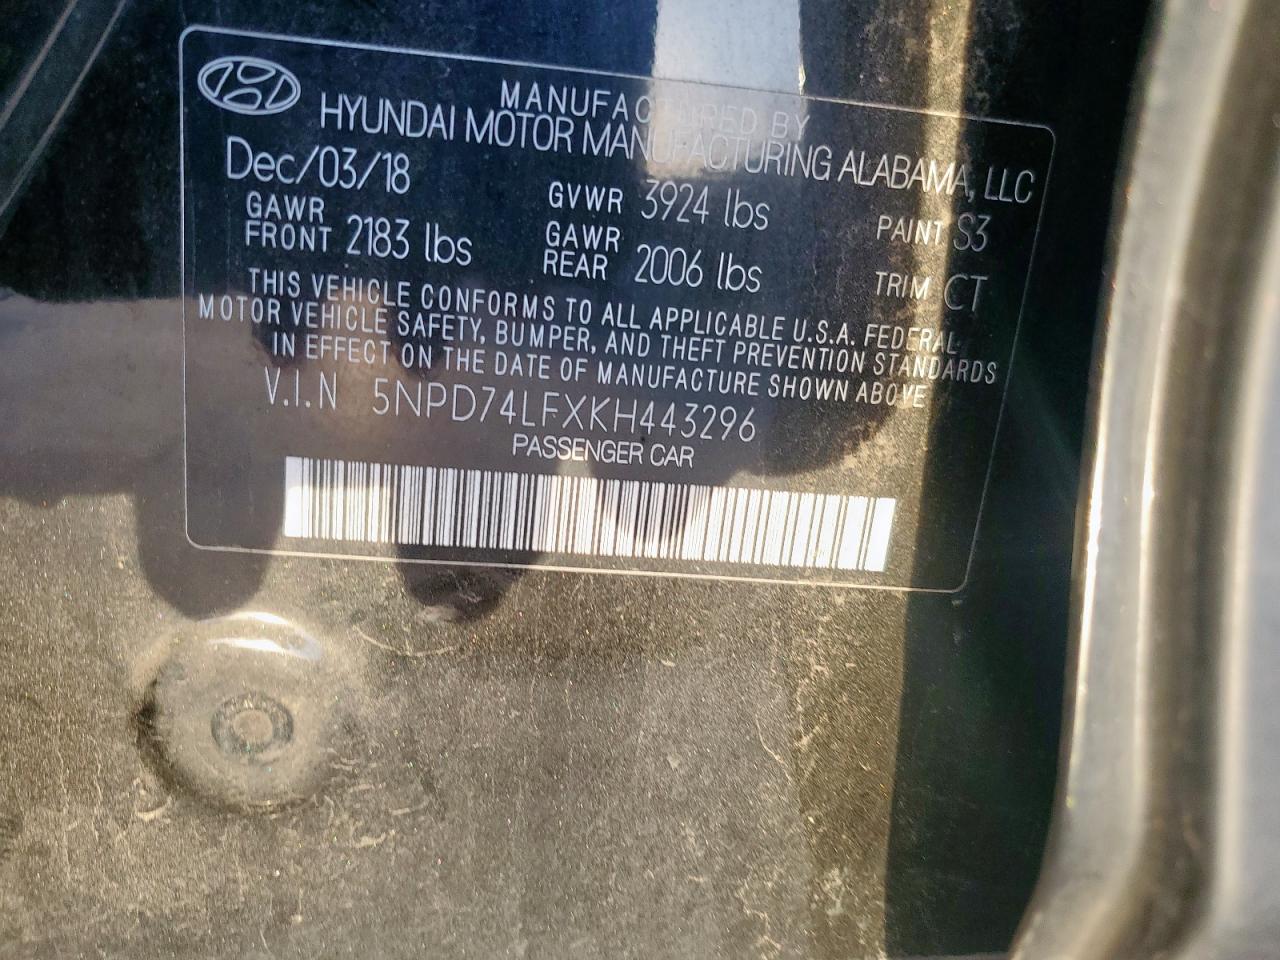 MANUFACTURED BY
HYUNDAI MOTOR MANUFACTURING ALABAMA, LLC
Dec/03/18 GVWR 3924 lbs PAINT S3
GAWR FRONT 2183 lbs GAWR REAR 2006 lbs TRIM CT
THIS VEHICLE CONFORMS TO ALL APPLICABLE U.S.A. FEDERAL
MOTOR VEHICLE SAFETY, BUMPER, AND THEFT PREVENTION STANDARDS
IN EFFECT ON THE DATE OF MANUFACTURE SHOWN ABOVE
V.I.N 5NPD74LFXKH443296
PASSENGER CAR